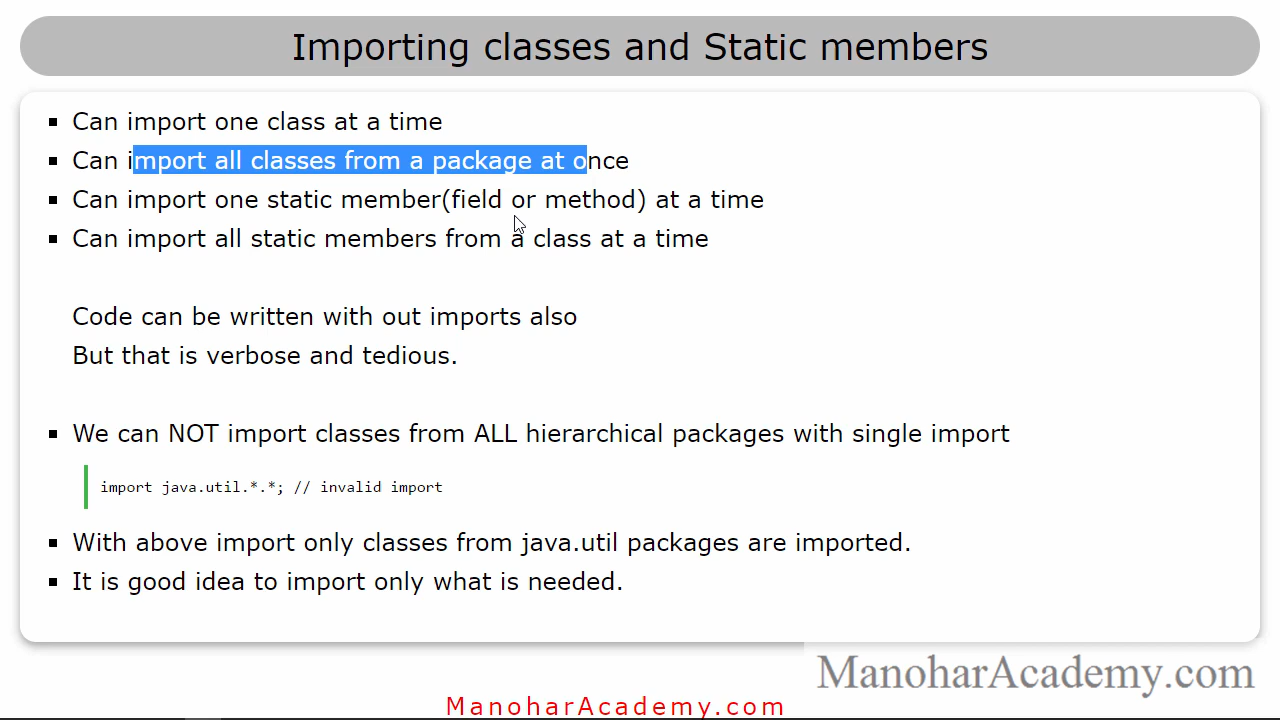 Importing classes and Static members
Can import one class at a time
Can import all classes from a package at once
Can import one static member(field or method) at a time
Can import all static members from a class at a time
Code can be written with out imports also
But that is verbose and tedious.
We can NOT import classes from ALL hierarchical packages with single import
import java.util.*.*; // invalid import
With above import only classes from java.util packages are imported.
It is good idea to import only what is needed.
ManoharAcademy.com
ManoharAcademy.com